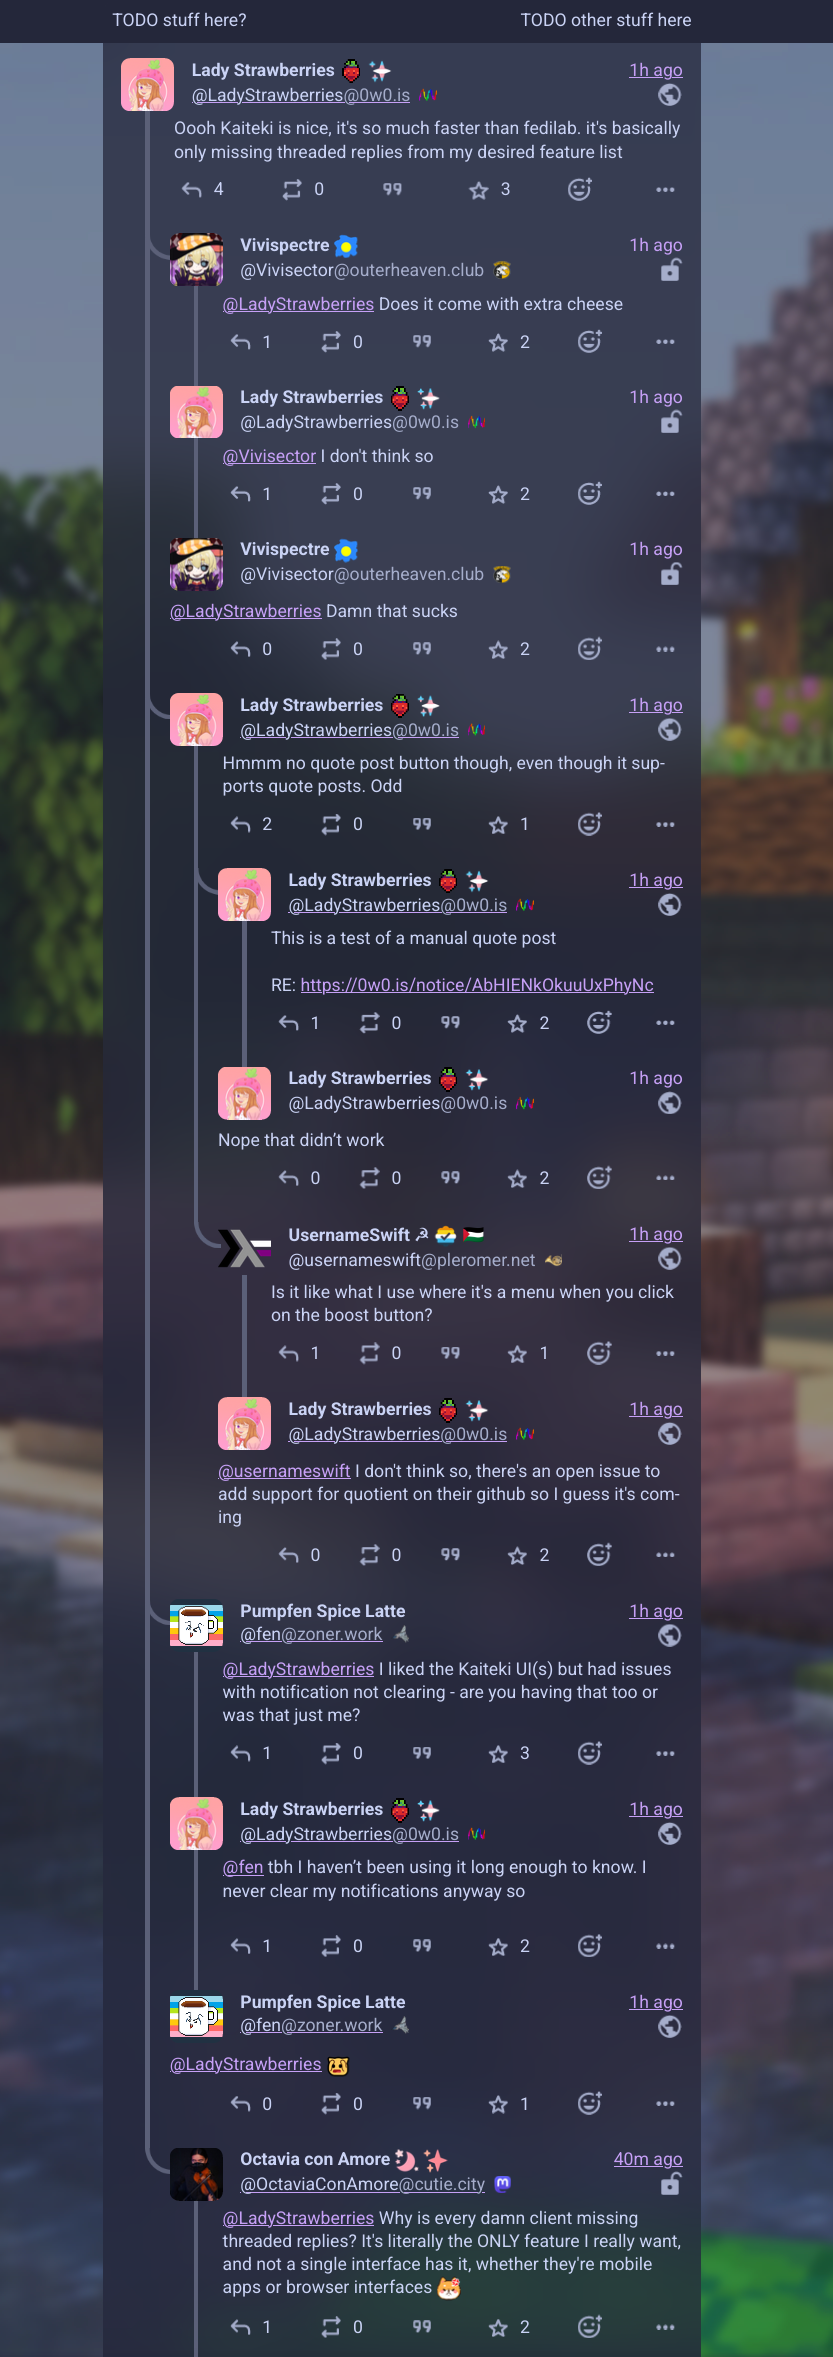 TODO stuff here? TODO other stuff here
Lady Strawberries 1h ago
@LadyStrawberries@0w0.is
Oooh Kaiteki is nice, it's so much faster than fedilab. it's basically
only missing threaded replies from my desired feature list
4 0 3
Vivispectre 1h ago
@Vivisector@outerheaven.club
@LadyStrawberries Does it come with extra cheese
1 0 2
Lady Strawberries 1h ago
@LadyStrawberries@0w0.is
@Vivisector I don't think so
1 0 2
Vivispectre 1h ago
@Vivisector@outerheaven.club
@LadyStrawberries Damn that sucks
0 0 2
Lady Strawberries 1h ago
@LadyStrawberries@0w0.is
Hmmm no quote post button though, even though it sup-
ports quote posts. Odd
2 0 1
Lady Strawberries 1h ago
@LadyStrawberries@0w0.is
This is a test of a manual quote post
RE: https://0w0.is/notice/AbHIENkOkuuUxPhyNc
1 0 2
Lady Strawberries 1h ago
@LadyStrawberries@0w0.is
Nope that didn’t work
0 0 2
UsernameSwift ☭ 1h ago
@usernameswift@pleromer.net
Is it like what I use where it's a menu when you click
on the boost button?
1 0 1
Lady Strawberries 1h ago
@LadyStrawberries@0w0.is
@usernameswift I don't think so, there's an open issue to
add support for quotient on their github so I guess it's com-
ing
0 0 2
Pumpfen Spice Latte 1h ago
@fen@zoner.work
@LadyStrawberries I liked the Kaiteki UI(s) but had issues
with notification not clearing - are you having that too or
was that just me?
1 0 3
Lady Strawberries 1h ago
@LadyStrawberries@0w0.is
@fen tbh I haven’t been using it long enough to know. I
never clear my notifications anyway so
1 0 2
Pumpfen Spice Latte 1h ago
@fen@zoner.work
@LadyStrawberries
0 0 1
Octavia con Amore 40m ago
@OctaviaConAmore@cutie.city
@LadyStrawberries Why is every damn client missing
threaded replies? It's literally the ONLY feature I really want,
and not a single interface has it, whether they're mobile
apps or browser interfaces
1 0 2